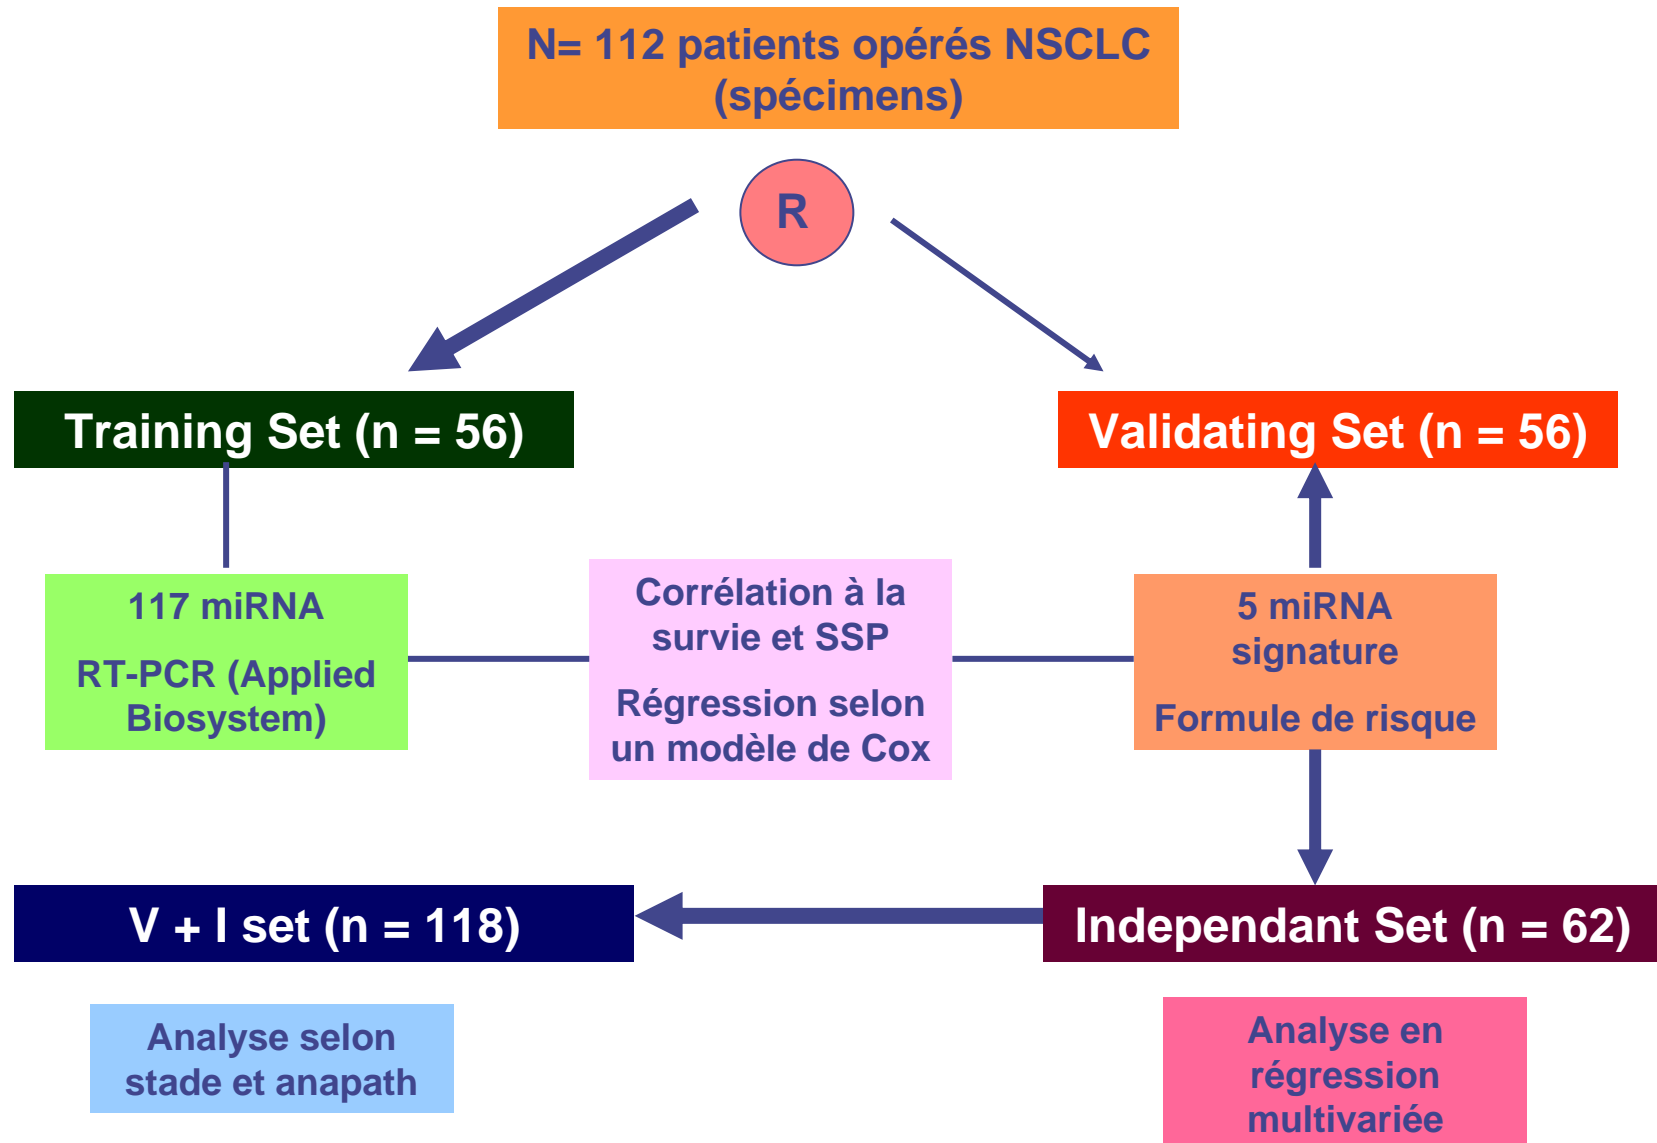 N= 112 patients opérés NSCLC
(spécimens)
R
Training Set (n = 56)
Validating Set (n = 56)
117 miRNA
RT-PCR (Applied
Biosystem)
Corrélation à la
survie et SSP
Régression selon
un modèle de Cox
5 miRNA
signature
Formule de risque
V + I set (n = 118)
Independant Set (n = 62)
Analyse selon
stade et anapath
Analyse en
régression
multivariée